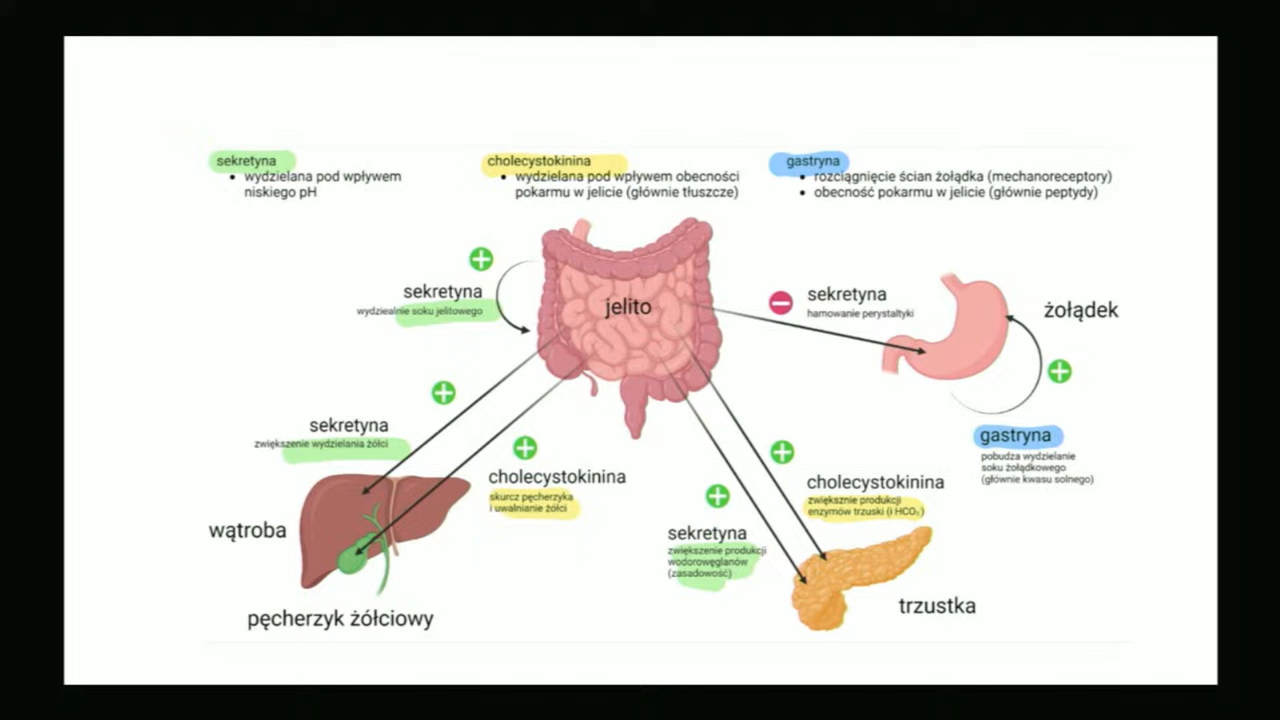 sekretyna
• wydzielana pod wpływem
niskiego pH
cholecystokinina
• wydzielana pod wpływem obecności
pokarmu w jelicie (głównie tłuszcze)
gastryna
• rozciągnięcie ścian żołądka (mechanoreceptory)
• obecność pokarmu w jelicie (głównie peptydy)
sekretyna
wydziealnie soku jelitowego
jelito
sekretyna
hamowanie perystaltyki
żołądek
sekretyna
zwiększenie wydzielania żółci
cholecystokinina
skurcz pęcherzyka
i uwalnianie żółci
gastryna
pobudza wydzielanie
soku żołądkowego
(głównie kwasu solnego)
cholecystokinina
zwiększnie produkcji
enzymów trzuski (i HCO₃)
sekretyna
zwiększenie produkcji
wodorowęglanów
(zasadowość)
wątroba
pęcherzyk żółciowy
trzustka